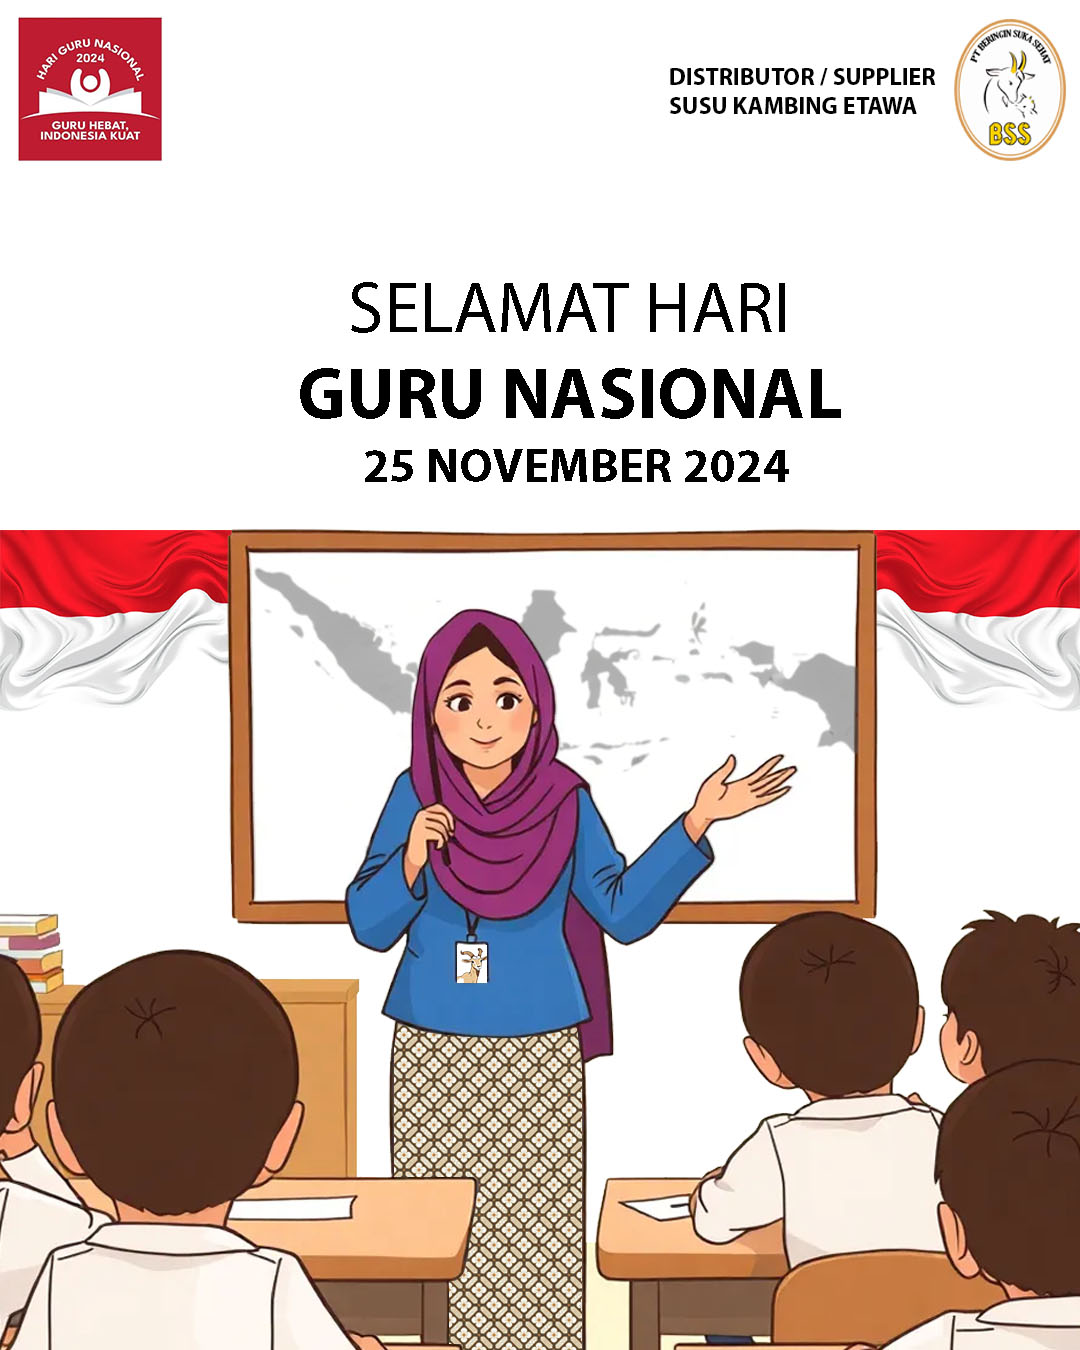 HARI GURU NASIONAL
2024
GURU HEBAT,
INDONESIA KUAT
DISTRIBUTOR / SUPPLIER
SUSU KAMBING ETAWA
PT BERINGIN SUKA SEHAT
BSS
SELAMAT HARI
GURU NASIONAL
25 NOVEMBER 2024